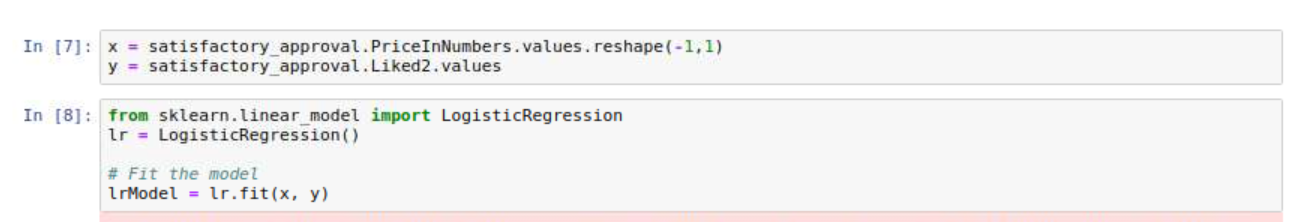 In [7]: x = satisfactory_approval.PriceInNumbers.values.reshape(-1,1)
y = satisfactory_approval.Liked2.values
In [8]: from sklearn.linear_model import LogisticRegression
lr = LogisticRegression()
# Fit the model
lrModel = lr.fit(x, y)